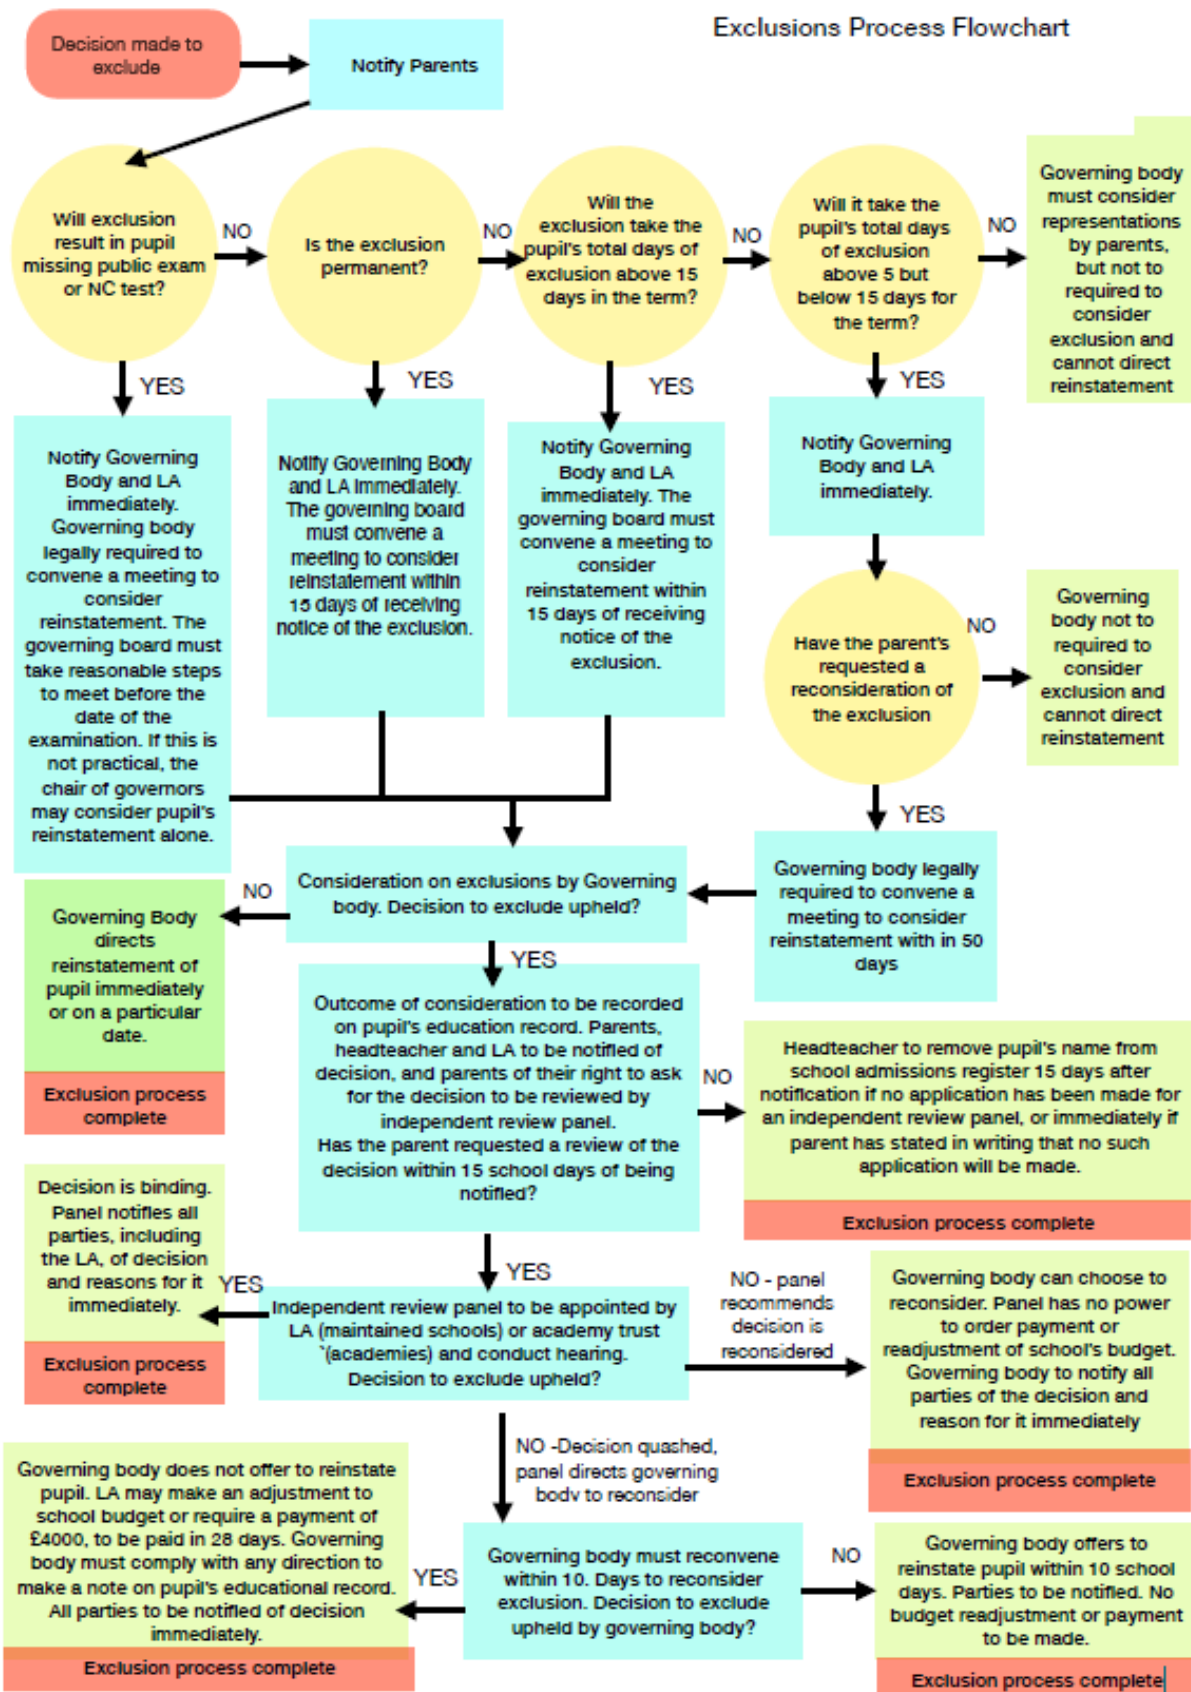 Exclusions Process Flowchart
Decision made to
exclude
Notify Parents
Will exclusion
result in pupil
missing public exam
or NC test?
NO
Is the exclusion
permanent?
NO
Will the
exclusion take the
pupil's total days of
exclusion above 15
days in the term?
NO
Will it take the
pupil's total days
of exclusion
above 5 but
below 15 days for
the term?
NO
Governing body
must consider
representations
by parents,
but not to
required to
consider
exclusion and
cannot direct
reinstatement
YES
YES
YES
YES
Notify Governing
Body and LA
immediately.
Governing body
legally required to
convene a meeting to
consider
reinstatement. The
governing board must
take reasonable steps
to meet before the
date of the
examination. If this is
not practical, the
chair of governors
may consider pupil's
reinstatement alone.
Notify Governing Body
and LA Immediately.
The governing board
must convene a
meeting to consider
reinstatement within
15 days of receiving
notice of the exclusion.
Notify Governing
Body and LA
immediately. The
governing board must
convene a meeting to
consider
reinstatement within
15 days of receiving
notice of the
exclusion.
Notify Governing
Body and LA
immediately.
Have the parent's
requested a
reconsideration of
the exclusion
NO
Governing
body not to
required to
consider
exclusion and
cannot direct
reinstatement
YES
Governing body legally
required to convene a
meeting to consider
reinstatement with in 50
days
Consideration on exclusions by Governing
body. Decision to exclude upheld?
NO
Governing Body
directs
reinstatement of
pupil immediately
or on a particular
date.
Exclusion process
complete
YES
Outcome of consideration to be recorded
on pupil's education record. Parents,
headteacher and LA to be notified of
decision, and parents of their right to ask
for the decision to be reviewed by
independent review panel.
Has the parent requested a review of the
decision within 15 school days of being
notified?
NO
Headteacher to remove pupil's name from
school admissions register 15 days after
notification if no application has been made for
an independent review panel, or immediately if
parent has stated in writing that no such
application will be made.
Exclusion process complete
YES
Independent review panel to be appointed by
LA (maintained schools) or academy trust
`(academies) and conduct hearing.
Decision to exclude upheld?
YES
Decision is binding.
Panel notifies all
parties, including
the LA, of decision
and reasons for it
immediately.
Exclusion process
complete
NO - panel
recommends
decision is
reconsidered
Governing body can choose to
reconsider. Panel has no power
to order payment or
readjustment of school's budget.
Governing body to notify all
parties of the decision and
reason for it immediately
Exclusion process complete
NO -Decision quashed,
panel directs governing
body to reconsider
Governing body must reconvene
within 10. Days to reconsider
exclusion. Decision to exclude
upheld by governing body?
YES
Governing body does not offer to reinstate
pupil. LA may make an adjustment to
school budget or require a payment of
£4000, to be paid in 28 days. Governing
body must comply with any direction to
make a note on pupil's educational record.
All parties to be notified of decision
immediately.
Exclusion process complete
NO
Governing body offers to
reinstate pupil within 10 school
days. Parties to be notified. No
budget readjustment or payment
to be made.
Exclusion process complete